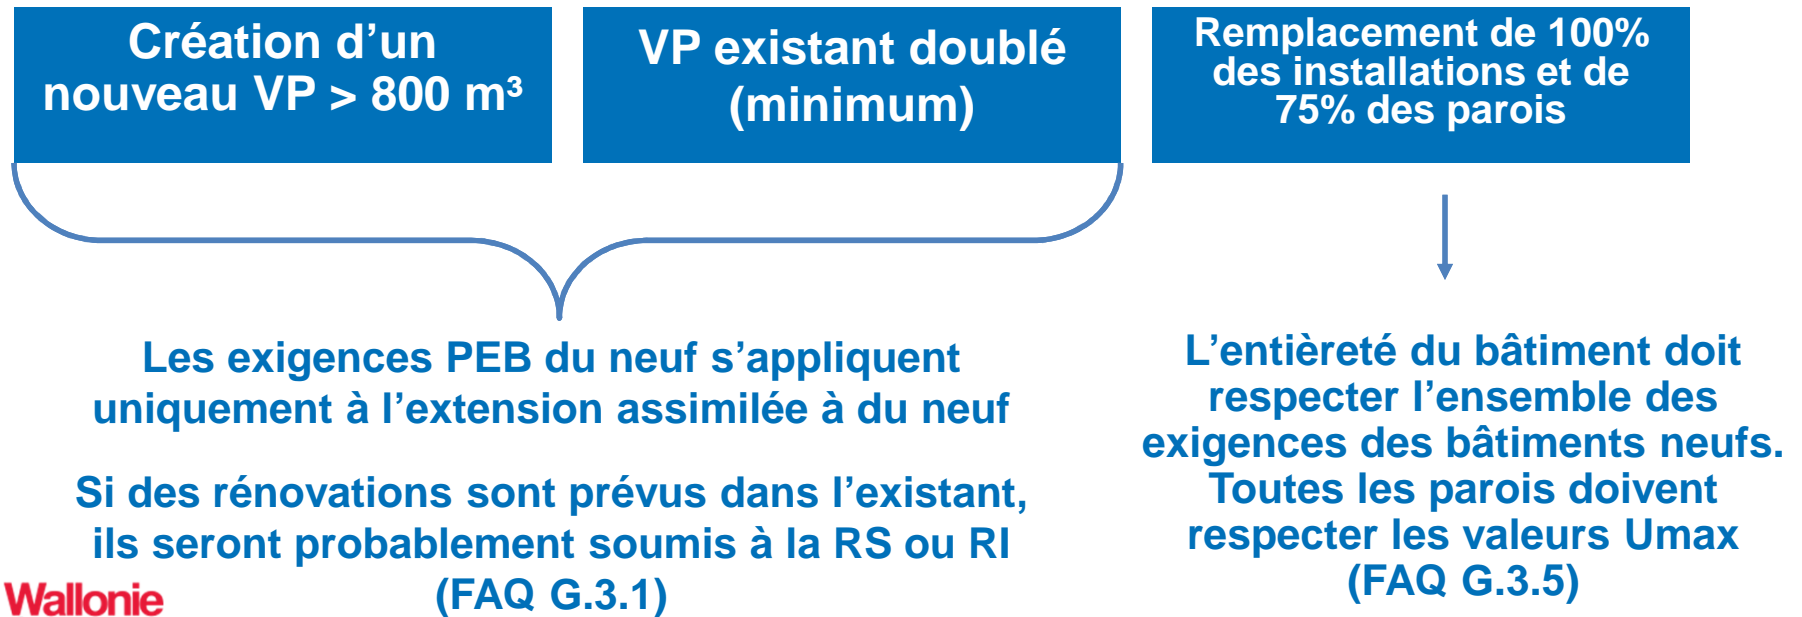 Création d’un
nouveau VP > 800 m³
VP existant doublé
(minimum)
Remplacement de 100%
des installations et de
75% des parois
Les exigences PEB du neuf s’appliquent
uniquement à l’extension assimilée à du neuf
Si des rénovations sont prévus dans l’existant,
ils seront probablement soumis à la RS ou RI
(FAQ G.3.1)
L’entièreté du bâtiment doit
respecter l’ensemble des
exigences des bâtiments neufs.
Toutes les parois doivent
respecter les valeurs Umax
(FAQ G.3.5)
Wallonie